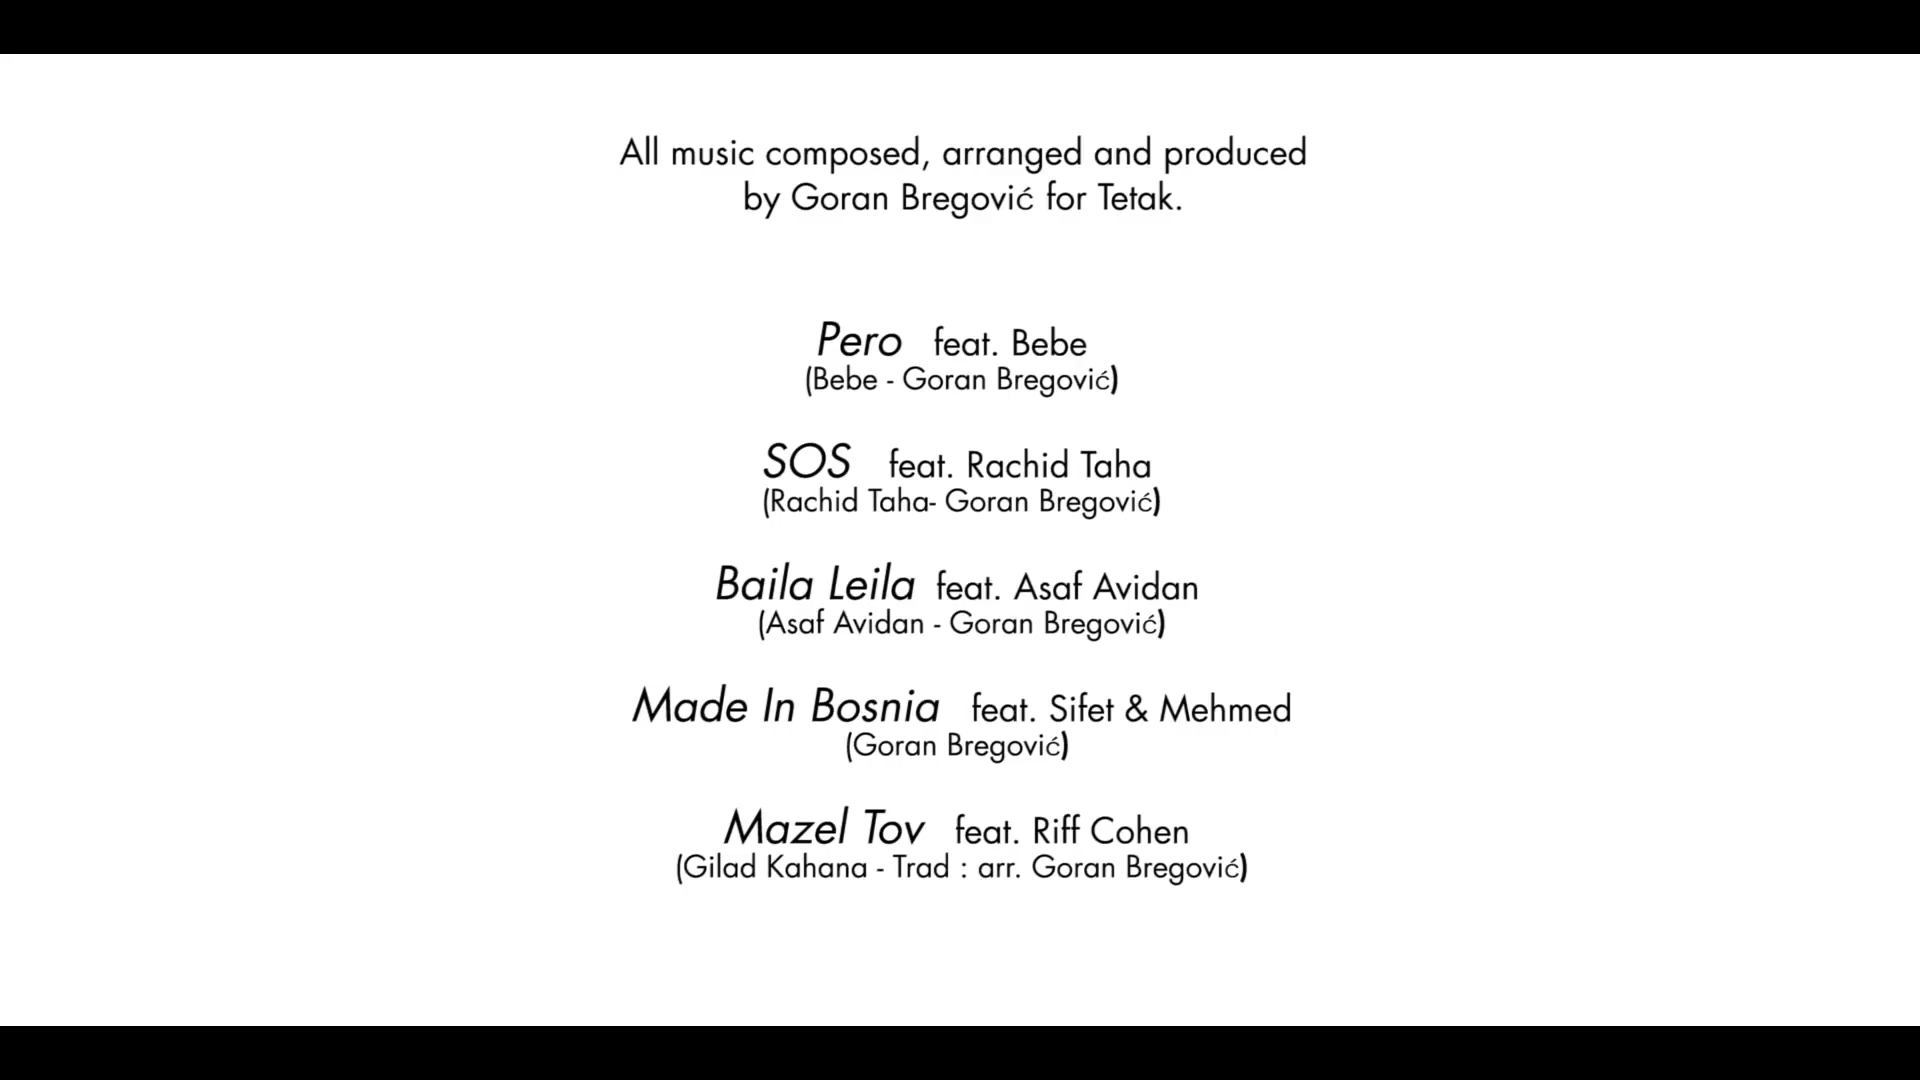 All music composed, arranged and produced
by Goran Bregović for Tetak.
Pero feat. Bebe
(Bebe - Goran Bregović)
SOS feat. Rachid Taha
(Rachid Taha- Goran Bregović)
Baila Leila feat. Asaf Avidan
(Asaf Avidan - Goran Bregović)
Made In Bosnia feat. Sifet & Mehmed
(Goran Bregović)
Mazel Tov feat. Riff Cohen
(Gilad Kahana - Trad : arr. Goran Bregović)